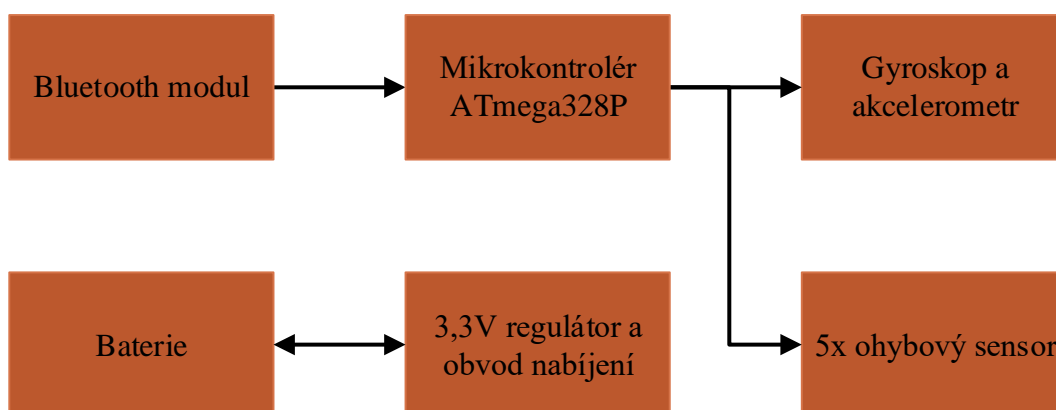 Bluetooth modul
Mikrokontrolér
ATmega328P
Gyroskop a
akcelerometr
Baterie
3,3V regulátor a
obvod nabíjení
5x ohybový sensor